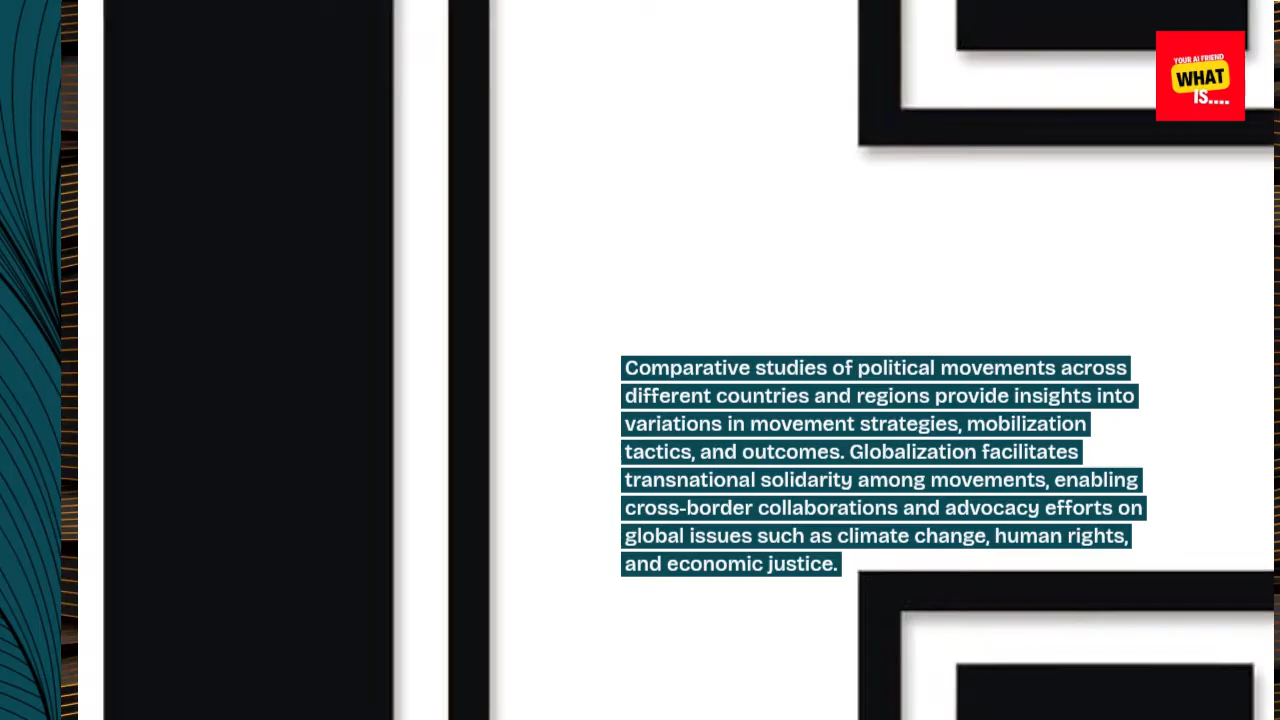 YOUR AI FRIEND
WHAT
IS....
Comparative studies of political movements across
different countries and regions provide insights into
variations in movement strategies, mobilization
tactics, and outcomes. Globalization facilitates
transnational solidarity among movements, enabling
cross-border collaborations and advocacy efforts on
global issues such as climate change, human rights,
and economic justice.